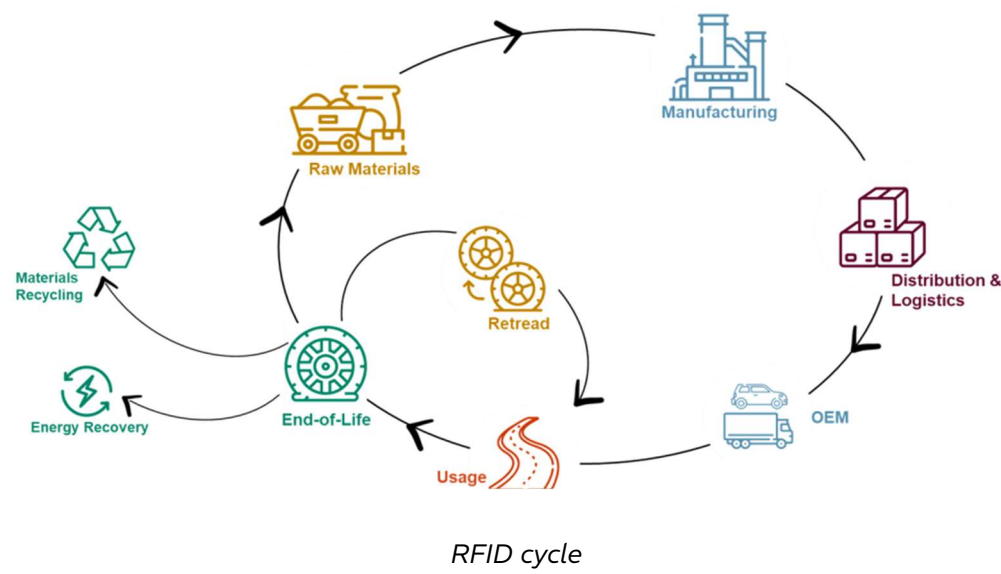 Manufacturing
Raw Materials
Materials
Recycling
Distribution &
Logistics
Retread
OEM
End-of-Life
Energy Recovery
Usage
RFID cycle